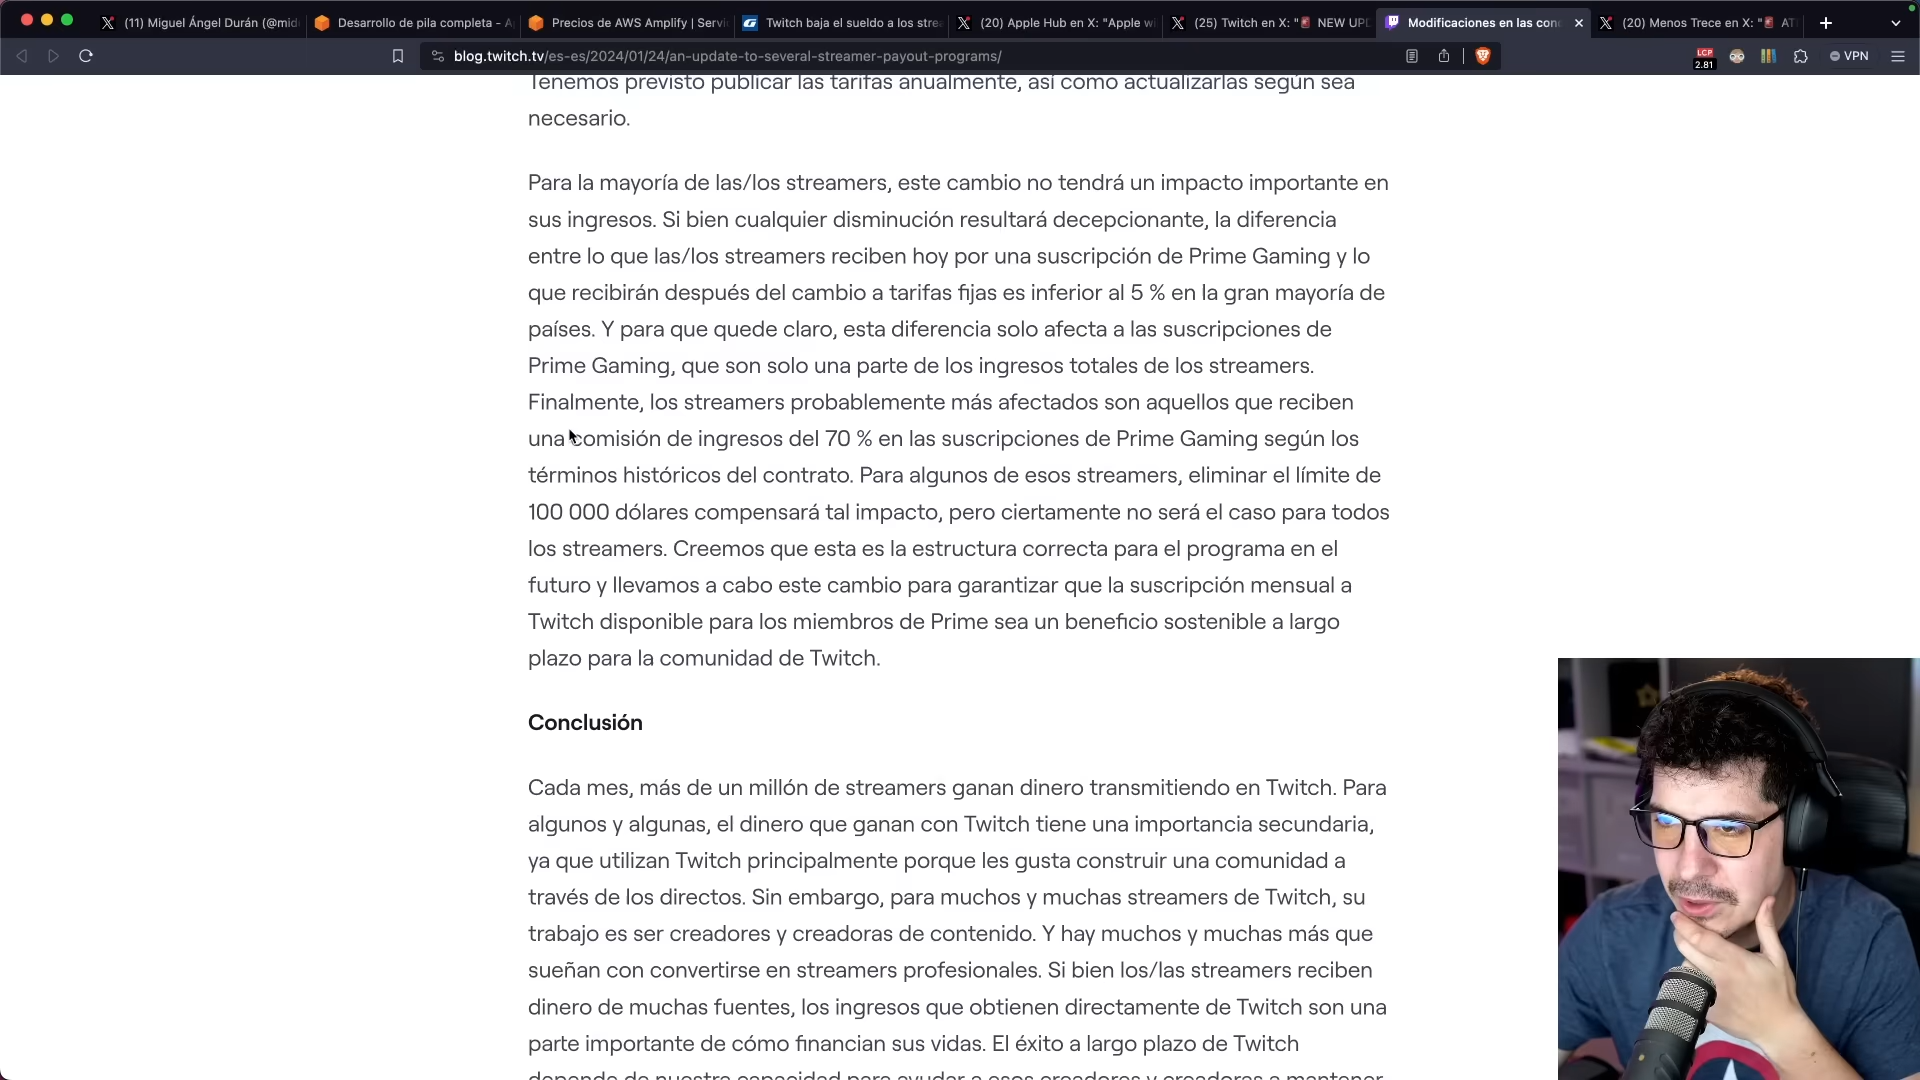 (11) Miguel Ángel Durán (@mid
Desarrollo de pila completa - A
Precios de AWS Amplify | Servi
Twitch baja el sueldo a los strea
(20) Apple Hub en X: "Apple wi
(25) Twitch en X: "🚨 NEW UP
Modificaciones en las con
(20) Menos Trece en X: "🚨 AT
blog.twitch.tv/es-es/2024/01/24/an-update-to-several-streamer-payout-programs/
LCP
2.81
VPN
Tenemos previsto publicar las tarifas anualmente, así como actualizarlas según sea
necesario.
Para la mayoría de las/los streamers, este cambio no tendrá un impacto importante en
sus ingresos. Si bien cualquier disminución resultará decepcionante, la diferencia
entre lo que las/los streamers reciben hoy por una suscripción de Prime Gaming y lo
que recibirán después del cambio a tarifas fijas es inferior al 5 % en la gran mayoría de
países. Y para que quede claro, esta diferencia solo afecta a las suscripciones de
Prime Gaming, que son solo una parte de los ingresos totales de los streamers.
Finalmente, los streamers probablemente más afectados son aquellos que reciben
una comisión de ingresos del 70 % en las suscripciones de Prime Gaming según los
términos históricos del contrato. Para algunos de esos streamers, eliminar el límite de
100 000 dólares compensará tal impacto, pero ciertamente no será el caso para todos
los streamers. Creemos que esta es la estructura correcta para el programa en el
futuro y llevamos a cabo este cambio para garantizar que la suscripción mensual a
Twitch disponible para los miembros de Prime sea un beneficio sostenible a largo
plazo para la comunidad de Twitch.
Conclusión
Cada mes, más de un millón de streamers ganan dinero transmitiendo en Twitch. Para
algunos y algunas, el dinero que ganan con Twitch tiene una importancia secundaria,
ya que utilizan Twitch principalmente porque les gusta construir una comunidad a
través de los directos. Sin embargo, para muchos y muchas streamers de Twitch, su
trabajo es ser creadores y creadoras de contenido. Y hay muchos y muchas más que
sueñan con convertirse en streamers profesionales. Si bien los/las streamers reciben
dinero de muchas fuentes, los ingresos que obtienen directamente de Twitch son una
parte importante de cómo financian sus vidas. El éxito a largo plazo de Twitch
depende de nuestra capacidad para ayudar a esos creadores y creadoras a mantener